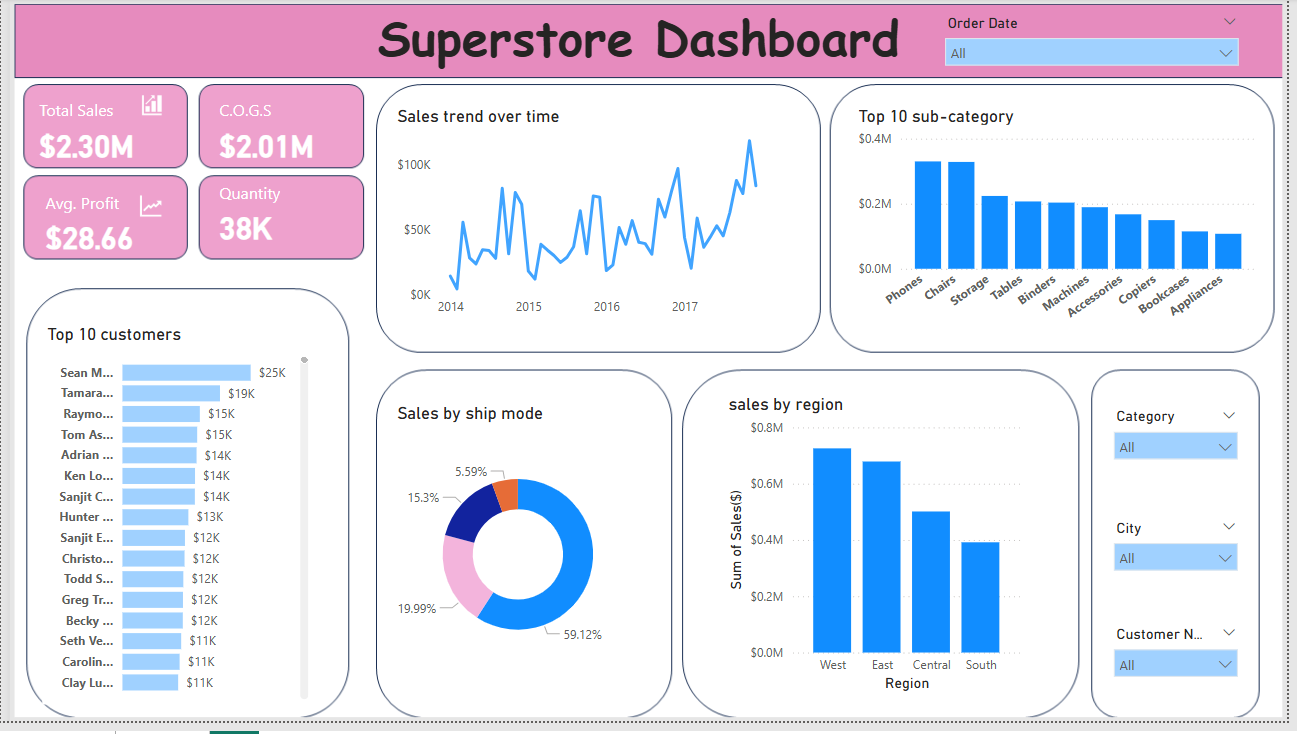 Superstore Dashboard
Order Date
All
Total Sales
$2.30M
C.O.G.S
$2.01M
Avg. Profit
$28.66
Quantity
38K
Sales trend over time
$100K
$50K
$0K
2014 2015 2016 2017
Top 10 sub-category
$0.4M
$0.2M
$0.0M
Phones Chairs Storage Tables Binders Machines Accessories Copiers Bookcases Appliances
Top 10 customers
Sean M... $25K
Tamara... $19K
Raymo... $15K
Tom As... $15K
Adrian ... $14K
Ken Lo... $14K
Sanjit C... $14K
Hunter ... $13K
Sanjit E... $12K
Christo... $12K
Todd S... $12K
Greg Tr... $12K
Becky ... $12K
Seth Ve... $11K
Carolin... $11K
Clay Lu... $11K
Sales by ship mode
5.59%
15.3%
19.99%
59.12%
sales by region
Sum of Sales($)
$0.8M
$0.6M
$0.4M
$0.2M
$0.0M
West East Central South
Region
Category
All
City
All
Customer N...
All